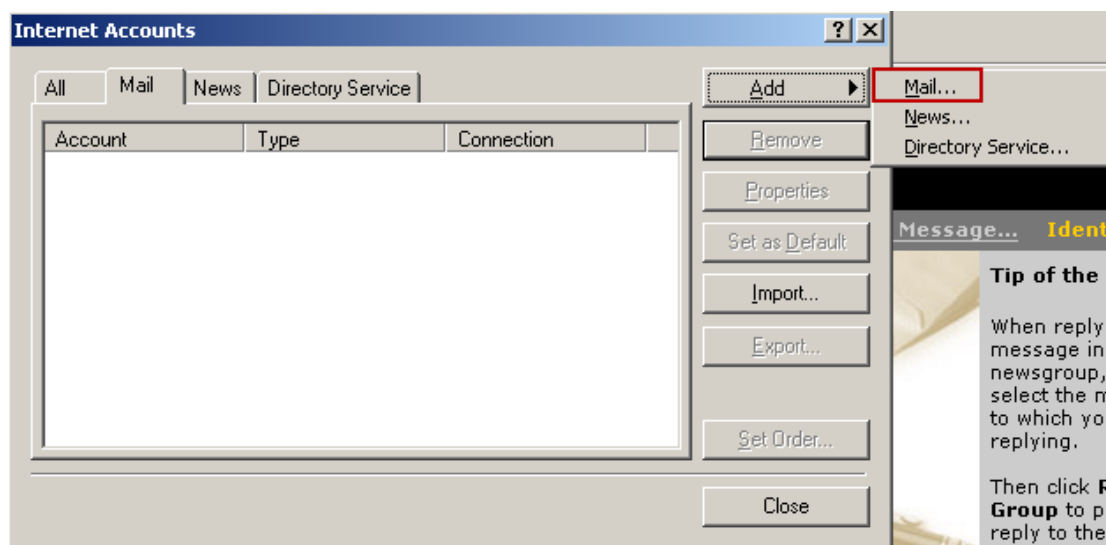 Internet Accounts
All Mail News Directory Service
Account Type Connection
Add
Remove
Properties
Set as Default
Import...
Export...
Set Order...
Close
Mail...
News...
Directory Service...
Message... Ident
Tip of the
When reply
message in
newsgroup,
select the
to which yo
replying.
Then click
Group to p
reply to the